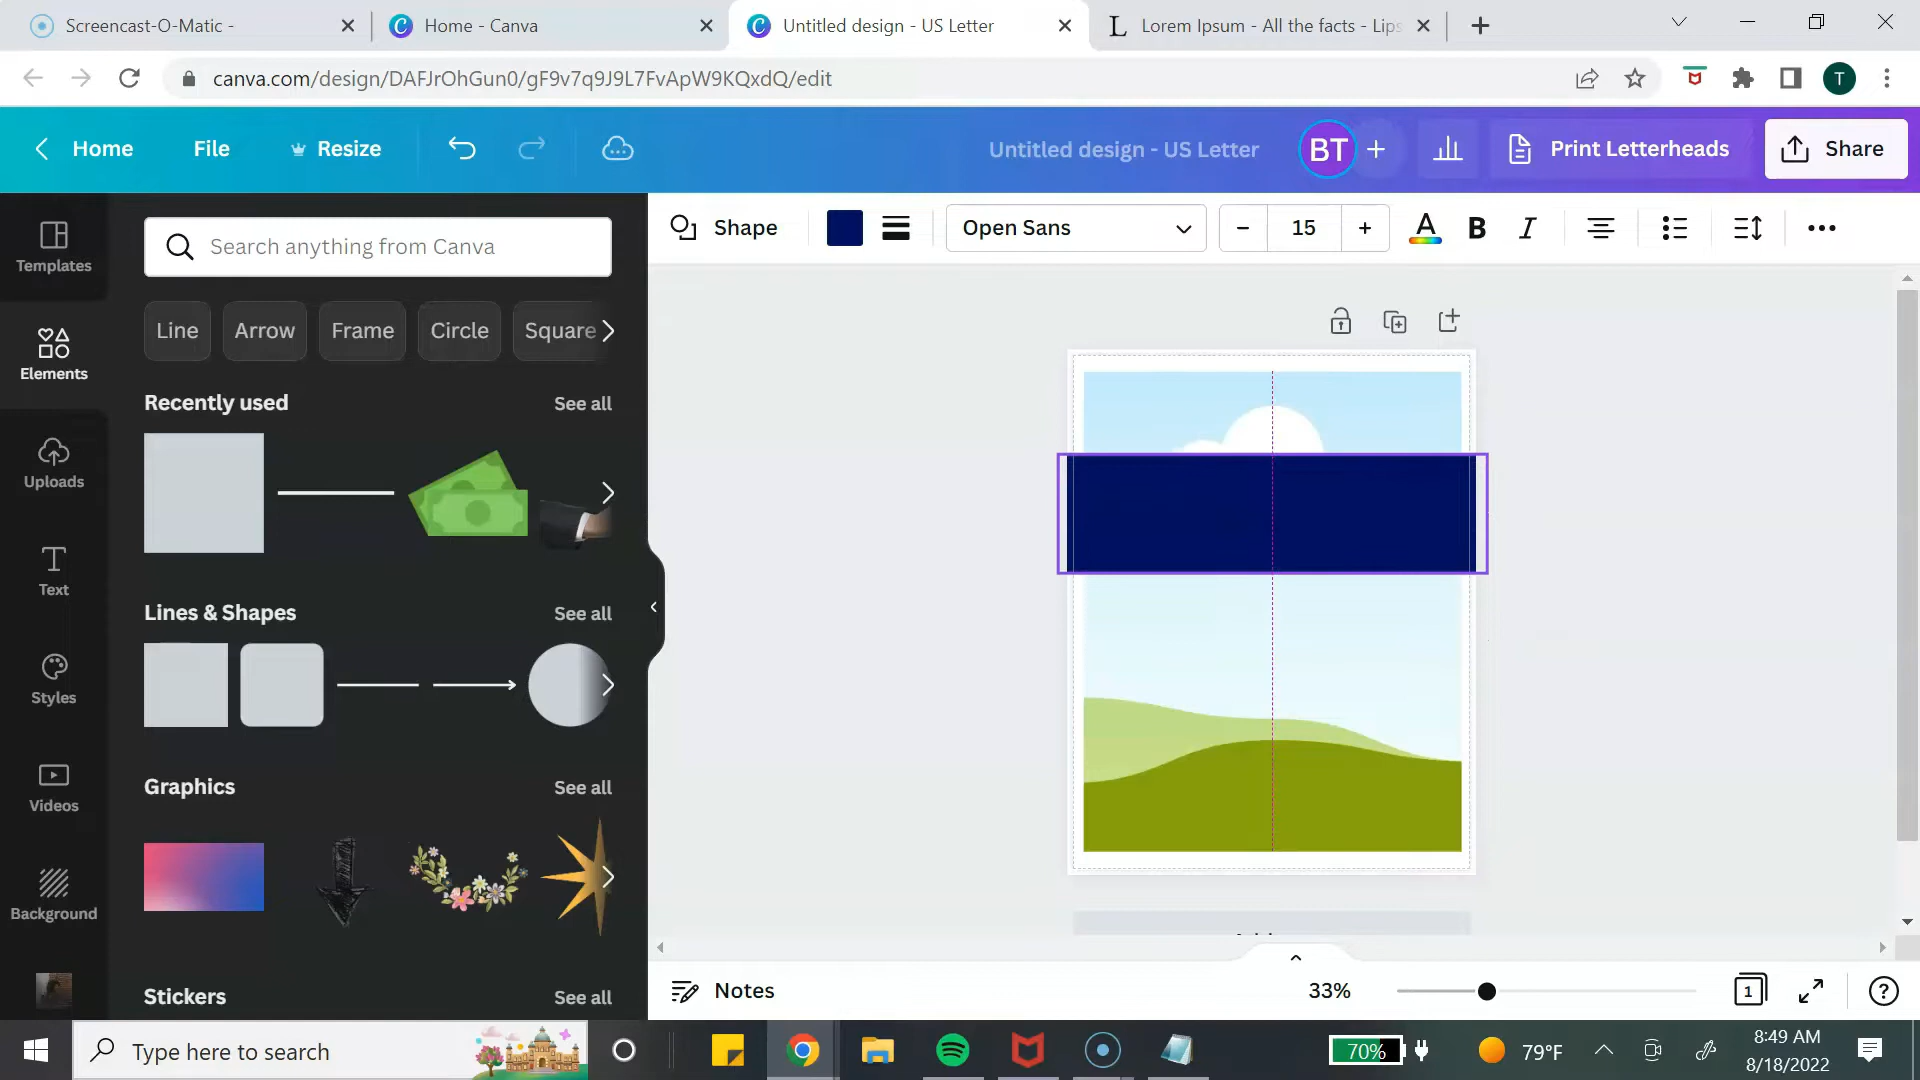 Screencast-O-Matic -
Home - Canva
Untitled design - US Letter
Lorem Ipsum - All the facts - Lips
canva.com/design/DAFJrOhGun0/gF9v7q9J9L7FvApW9KQxdQ/edit
T
Home
File
Resize
Untitled design - US Letter
BT
Print Letterheads
Share
Templates
Elements
Uploads
Text
Styles
Videos
Background
Search anything from Canva
Line
Arrow
Frame
Circle
Square
Recently used
See all
Lines & Shapes
See all
Graphics
See all
Stickers
See all
Shape
Open Sans
15
A
B
I
Notes
33%
1
Type here to search
70%
79°F
8:49 AM
8/18/2022